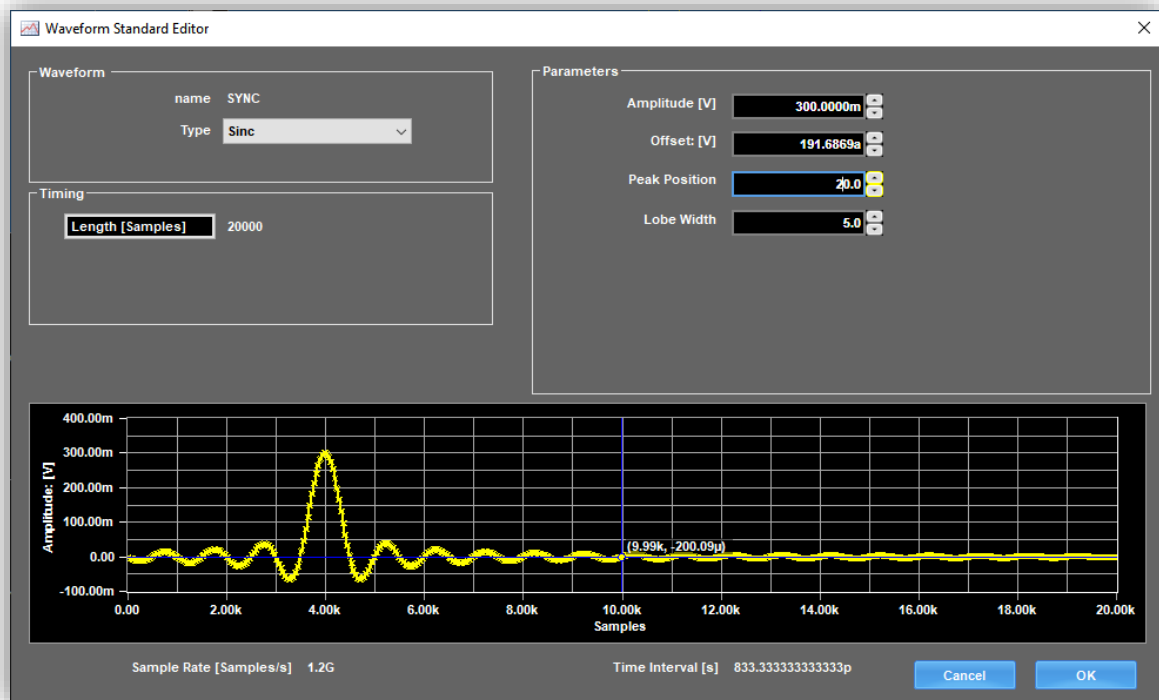 Waveform Standard Editor
Waveform
name SYNC
Type Sinc
Timing
Length [Samples] 20000
Parameters
Amplitude [V] 300.0000m
Offset: [V] 191.6869a
Peak Position 20.0
Lobe Width 5.0
400.00m
300.00m
200.00m
100.00m
0.00
-100.00m
Amplitude: [V]
(9.99k, -200.09µ)
0.00 2.00k 4.00k 6.00k 8.00k 10.00k 12.00k 14.00k 16.00k 18.00k 20.00k
Samples
Sample Rate [Samples/s] 1.2G
Time Interval [s] 833.333333333333p
Cancel
OK